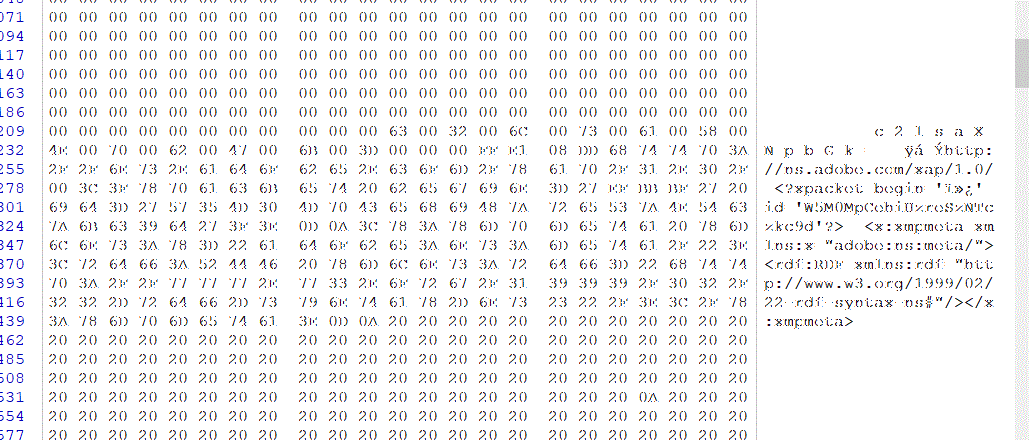 071 00 00 00 00 00 00 00 00 00 00 00 00 00 00 00 00 00 00 00 00 00 00 00
094 00 00 00 00 00 00 00 00 00 00 00 00 00 00 00 00 00 00 00 00 00 00 00
117 00 00 00 00 00 00 00 00 00 00 00 00 00 00 00 00 00 00 00 00 00 00 00
140 00 00 00 00 00 00 00 00 00 00 00 00 00 00 00 00 00 00 00 00 00 00 00
163 00 00 00 00 00 00 00 00 00 00 00 00 00 00 00 00 00 00 00 00 00 00 00
186 00 00 00 00 00 00 00 00 00 00 00 00 00 00 00 00 00 00 00 00 00 00 00
209 00 00 00 00 00 00 00 00 00 00 00 63 00 32 00 6C 00 73 00 61 00 58 00 c 2 l s a X
232 4E 00 70 00 62 00 47 00 6B 00 3D 00 00 00 FF E1 08 DD 68 74 74 70 3A N p b G k = ÿá Ýhttp:
255 2F 2F 6E 73 2E 61 64 6F 62 65 2E 63 6F 6D 2F 78 61 70 2F 31 2E 30 2F //ns.adobe.com/xap/1.0/
278 00 3C 3F 78 70 61 63 6B 65 74 20 62 65 67 69 6E 3D 27 EF BB BF 27 20 <?xpacket begin='ï»¿'
301 69 64 3D 27 57 35 4D 30 4D 70 43 65 68 69 48 7A 72 65 53 7A 4E 54 63 id='W5M0MpCehiHzreSzNTc
324 7A 6B 63 39 64 27 3F 3E 0D 0A 3C 78 3A 78 6D 70 6D 65 74 61 20 78 6D zkc9d'?> <x:xmpmeta xm
347 6C 6E 73 3A 78 3D 22 61 64 6F 62 65 3A 6E 73 3A 6D 65 74 61 2F 22 3E lns:x="adobe:ns:meta/">
370 3C 72 64 66 3A 52 44 46 20 78 6D 6C 6E 73 3A 72 64 66 3D 22 68 74 74 <rdf:RDF xmlns:rdf="htt
393 70 3A 2F 2F 77 77 77 2E 77 33 2E 6F 72 67 2F 31 39 39 39 2F 30 32 2F p://www.w3.org/1999/02/
416 32 32 2D 72 64 66 2D 73 79 6E 74 61 78 2D 6E 73 23 22 2F 3E 3C 2F 78 22-rdf-syntax-ns#"/></x
439 3A 78 6D 70 6D 65 74 61 3E 0D 0A 20 20 20 20 20 20 20 20 20 20 20 20 :xmpmeta>
462 20 20 20 20 20 20 20 20 20 20 20 20 20 20 20 20 20 20 20 20 20 20 20
485 20 20 20 20 20 20 20 20 20 20 20 20 20 20 20 20 20 20 20 20 20 20 20
508 20 20 20 20 20 20 20 20 20 20 20 20 20 20 20 20 20 20 20 20 20 20 20
531 20 20 20 20 20 20 20 20 20 20 20 20 20 20 20 20 20 20 20 0A 20 20 20
554 20 20 20 20 20 20 20 20 20 20 20 20 20 20 20 20 20 20 20 20 20 20 20
577 20 20 20 20 20 20 20 20 20 20 20 20 20 20 20 20 20 20 20 20 20 20 20